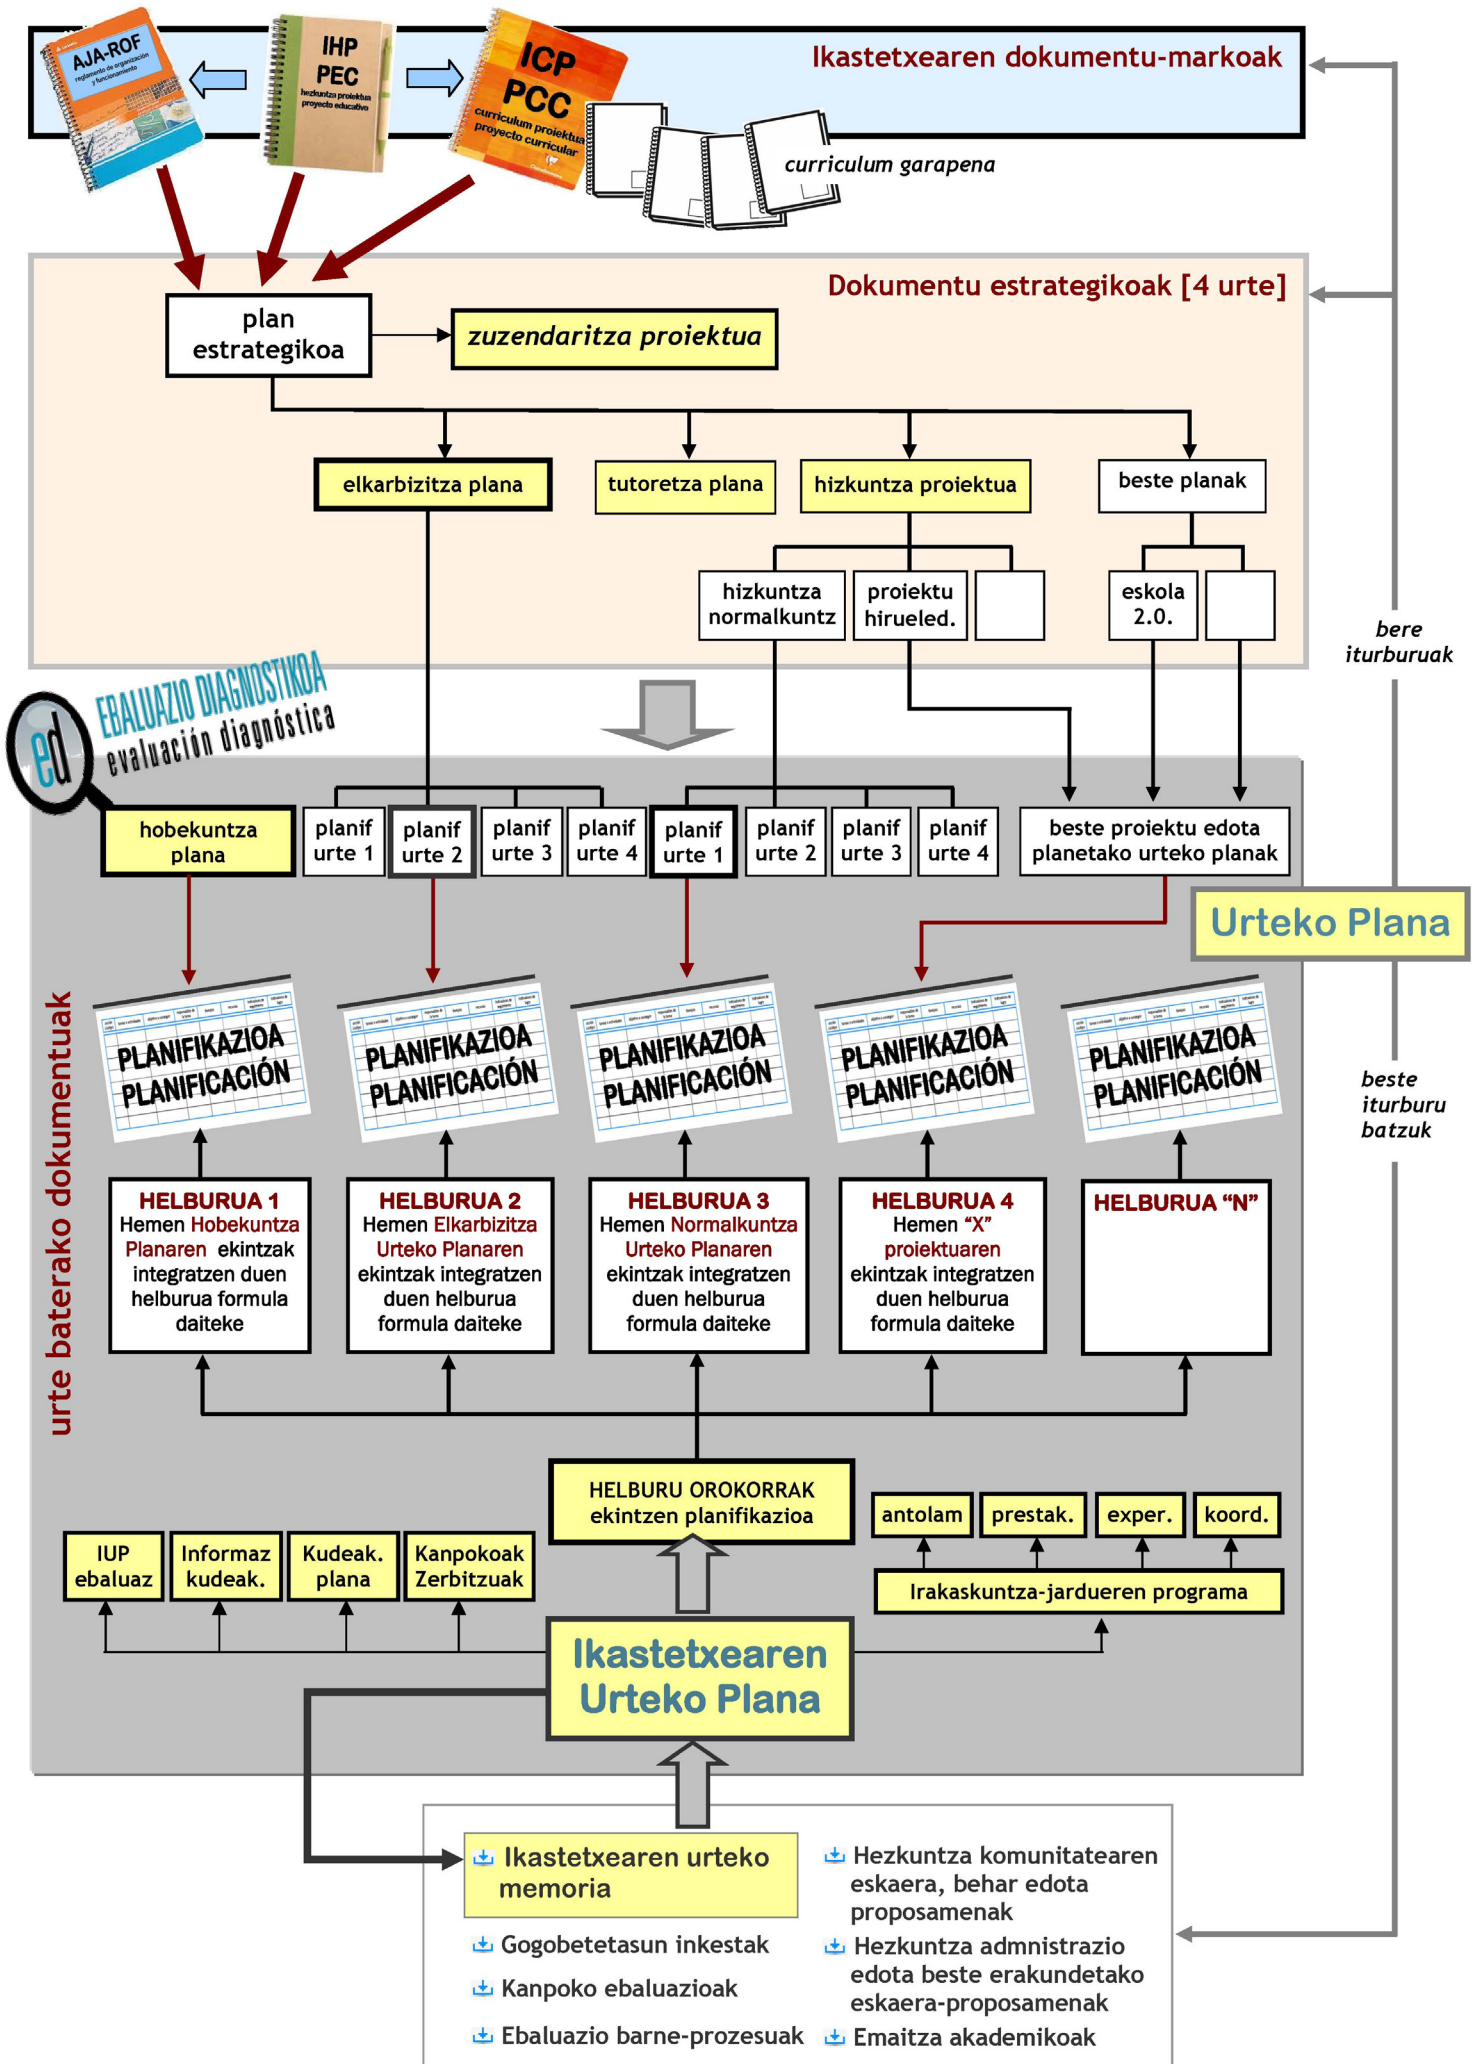 AJA-ROF
reglamento de organización
y funcionamiento
IHP
PEC
hezkuntza proiektua
proyecto educativo
ICP
PCC
curriculum proiektua
proyecto curricular
Ikastetxearen dokumentu-markoak
curriculum garapena
Dokumentu estrategikoak [4 urte]
plan
estrategikoa
zuzendaritza proiektua
elkarbizitza plana
tutoretza plana
hizkuntza proiektua
beste planak
hizkuntza
normalkuntz
proiektu
hirueled.
eskola
2.0.
bere
iturburuak
ed
EBALUAZIO DIAGNOSTIKOA
evaluación diagnóstica
hobekuntza
plana
planif
urte 1
planif
urte 2
planif
urte 3
planif
urte 4
planif
urte 1
planif
urte 2
planif
urte 3
planif
urte 4
beste proiektu edota
planetako urteko planak
Urteko Plana
urte baterako dokumentuak
PLANIFIKAZIOA
PLANIFICACIÓN
PLANIFIKAZIOA
PLANIFICACIÓN
PLANIFIKAZIOA
PLANIFICACIÓN
PLANIFIKAZIOA
PLANIFICACIÓN
PLANIFIKAZIOA
PLANIFICACIÓN
beste
iturburu
batzuk
HELBURUA 1
Hemen Hobekuntza
Planaren ekintzak
integratzen duen
helburua formula
daiteke
HELBURUA 2
Hemen Elkarbizitza
Urteko Planaren
ekintzak integratzen
duen helburua
formula daiteke
HELBURUA 3
Hemen Normalkuntza
Urteko Planaren
ekintzak integratzen
duen helburua
formula daiteke
HELBURUA 4
Hemen “X”
proiektuaren
ekintzak integratzen
duen helburua
formula daiteke
HELBURUA “N”
HELBURU OROKORRAK
ekintzen planifikazioa
antolam
prestak.
exper.
koord.
Irakaskuntza-jardueren programa
IUP
ebaluaz
Informaz
kudeak.
Kudeak.
plana
Kanpokoak
Zerbitzuak
Ikastetxearen
Urteko Plana
Ikastetxearen urteko
memoria
Gogobetetasun inkestak
Kanpoko ebaluazioak
Ebaluazio barne-prozesuak
Hezkuntza komunitatearen
eskaera, behar edota
proposamenak
Hezkuntza admnistrazio
edota beste erakundetako
eskaera-proposamenak
Emaitza akademikoak